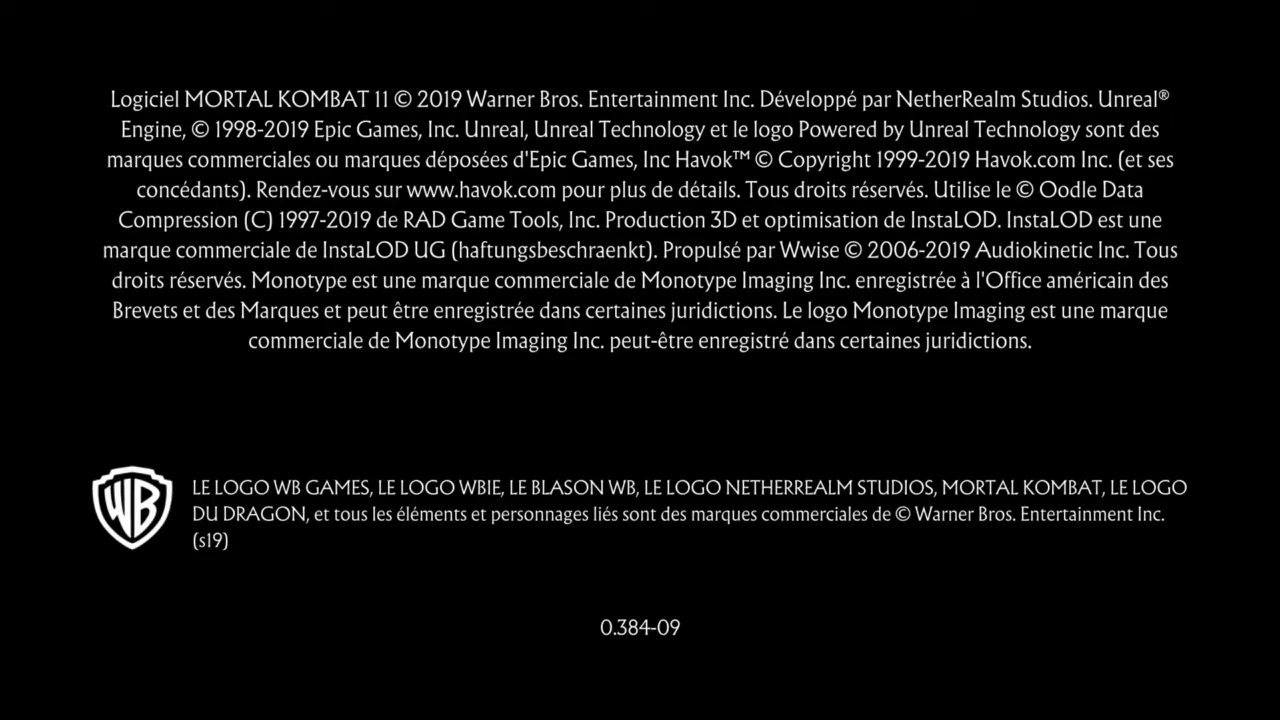 Logiciel MORTAL KOMBAT 11 © 2019 Warner Bros. Entertainment Inc. Développé par NetherRealm Studios. Unreal®
Engine, © 1998-2019 Epic Games, Inc. Unreal, Unreal Technology et le logo Powered by Unreal Technology sont des
marques commerciales ou marques déposées d'Epic Games, Inc Havok™ © Copyright 1999-2019 Havok.com Inc. (et ses
concédants). Rendez-vous sur www.havok.com pour plus de détails. Tous droits réservés. Utilise le © Oodle Data
Compression (C) 1997-2019 de RAD Game Tools, Inc. Production 3D et optimisation de InstaLOD. InstaLOD est une
marque commerciale de InstaLOD UG (haftungsbeschraenkt). Propulsé par Wwise © 2006-2019 Audiokinetic Inc. Tous
droits réservés. Monotype est une marque commerciale de Monotype Imaging Inc. enregistrée à l'Office américain des
Brevets et des Marques et peut être enregistrée dans certaines juridictions. Le logo Monotype Imaging est une marque
commerciale de Monotype Imaging Inc. peut-être enregistré dans certaines juridictions.
WB
LE LOGO WB GAMES, LE LOGO WBIE, LE BLASON WB, LE LOGO NETHERREALM STUDIOS, MORTAL KOMBAT, LE LOGO
DU DRAGON, et tous les éléments et personnages liés sont des marques commerciales de © Warner Bros. Entertainment Inc.
(s19)
0.384-09